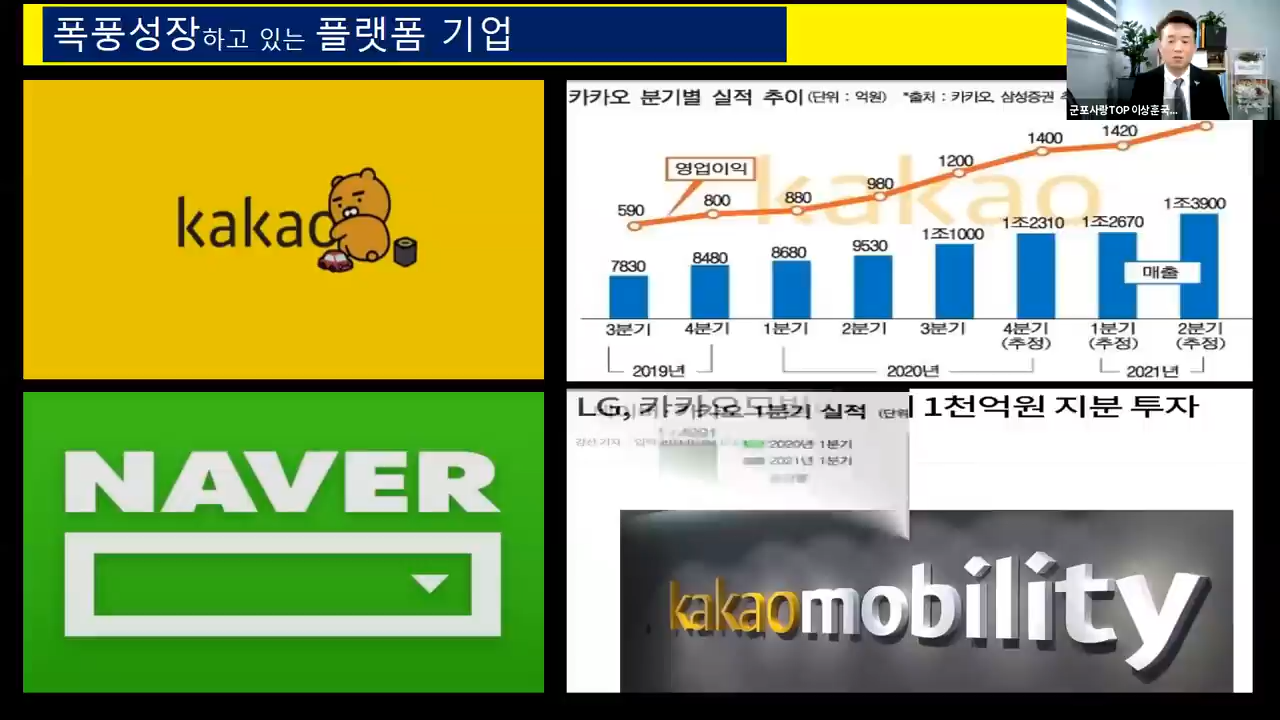 폭풍성장하고 있는 플랫폼 기업
군포사랑TOP이상훈국...
kakao
카카오 분기별 실적 추이 (단위 : 억원) *출처 : 카카오, 삼성증권
kakao
영업이익
590 800 880 980 1200 1400 1420
7830 8480 8680 9530 1조1000 1조2310 1조2670 1조3900
매출
3분기 4분기 1분기 2분기 3분기 4분기 1분기 2분기
(추정) (추정) (추정)
2019년 2020년 2021년
NAVER
LG, 카카오 1천억원 지분 투자
카카오 1분기 실적 (단위
2020년 1분기
2021년 1분기
kakaomobility